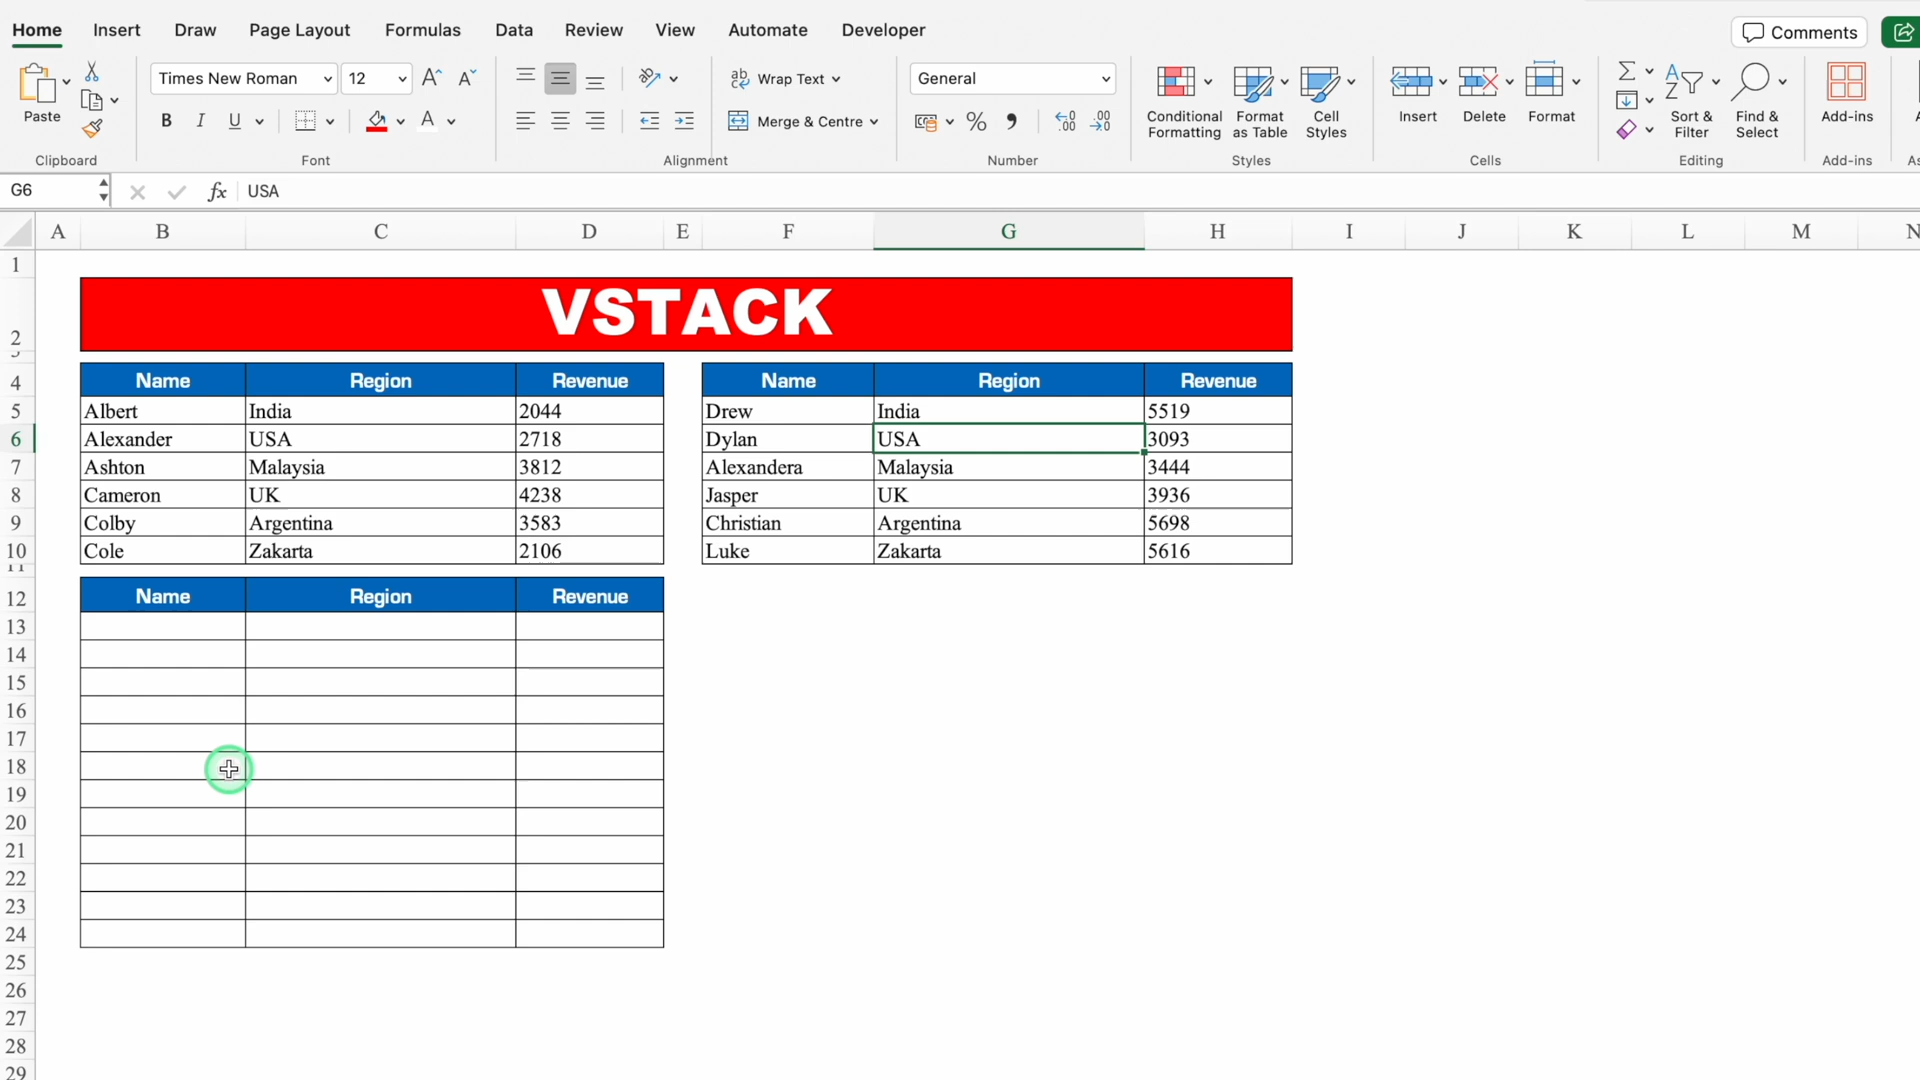 Home Insert Draw Page Layout Formulas Data Review View Automate Developer Comments
Times New Roman 12 Wrap Text General
Paste Merge & Centre Conditional Formatting Format as Table Cell Styles Insert Delete Format Sort & Filter Find & Select Add-ins
Clipboard Font Alignment Number Styles Cells Editing Add-ins As
G6 fx USA
A B C D E F G H I J K L M N
1
2 VSTACK
3
4 Name Region Revenue Name Region Revenue
5 Albert India 2044 Drew India 5519
6 Alexander USA 2718 Dylan USA 3093
7 Ashton Malaysia 3812 Alexandera Malaysia 3444
8 Cameron UK 4238 Jasper UK 3936
9 Colby Argentina 3583 Christian Argentina 5698
10 Cole Zakarta 2106 Luke Zakarta 5616
11
12 Name Region Revenue
13
14
15
16
17
18
19
20
21
22
23
24
25
26
27
28
29